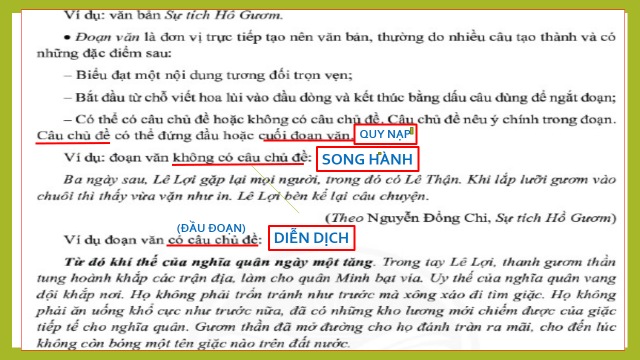 Ví dụ: văn bản Sự tích Hồ Gươm.
• Đoạn văn là đơn vị trực tiếp tạo nên văn bản, thường do nhiều câu tạo thành và có
những đặc điểm sau:
– Biểu đạt một nội dung tương đối trọn vẹn;
– Bắt đầu từ chỗ viết hoa lùi vào đầu dòng và kết thúc bằng dấu câu dùng để ngắt đoạn;
– Có thể có câu chủ đề hoặc không có câu chủ đề. Câu chủ đề nêu ý chính trong đoạn.
Câu chủ đề có thể đứng đầu hoặc cuối đoạn văn. QUY NẠP
Ví dụ: đoạn văn không có câu chủ đề: SONG HÀNH
Ba ngày sau, Lê Lợi gặp lại mọi người, trong đó có Lê Thận. Khi lắp lưỡi gươm vào
chuôi thì thấy vừa vặn như in. Lê Lợi bèn kể lại câu chuyện.
(Theo Nguyễn Đổng Chi, Sự tích Hồ Gươm)
(ĐẦU ĐOẠN)
Ví dụ đoạn văn có câu chủ đề: DIỄN DỊCH
Từ đó khí thế của nghĩa quân ngày một tăng. Trong tay Lê Lợi, thanh gươm thần
tung hoành khắp các trận địa, làm cho quân Minh bạt vía. Uy thế của nghĩa quân vang
dội khắp nơi. Họ không phải trốn tránh như trước mà xông xáo đi tìm giặc. Họ không
phải ăn uống khổ cực như trước nữa, đã có những kho lương mới chiếm được của giặc
tiếp tế cho nghĩa quân. Gươm thần đã mở đường cho họ đánh tràn ra mãi, cho đến lúc
không còn bóng một tên giặc nào trên đất nước.